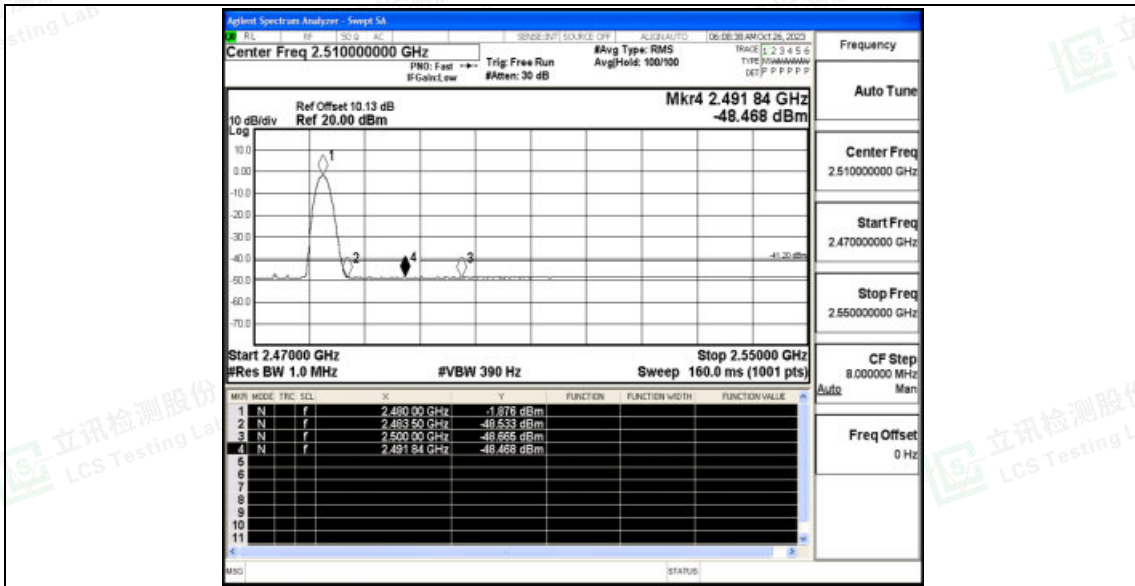 Agilent Spectrum Analyzer - Swept SA
RL RF 50 Ω AC SENSE:INT SOURCE OFF ALIGN AUTO 06:08:38 AM Oct 26, 2023
Center Freq 2.510000000 GHz
PNO: Fast
IFGain:Low
Trig: Free Run
#Atten: 30 dB
#Avg Type: RMS
Avg|Hold: 100/100
TRACE 1 2 3 4 5 6
TYPE
DET P P P P P P
Frequency
Auto Tune
Ref Offset 10.13 dB
Ref 20.00 dBm
10 dB/div
Log
Mkr4 2.491 84 GHz
-48.468 dBm
10.0
0.00
-10.0
-20.0
-30.0
-40.0
-50.0
-60.0
-70.0
1
2
4
3
-41.20 dBm
Center Freq
2.510000000 GHz
Start Freq
2.470000000 GHz
Stop Freq
2.550000000 GHz
CF Step
8.000000 MHz
Auto Man
Freq Offset
0 Hz
Start 2.47000 GHz Stop 2.55000 GHz
#Res BW 1.0 MHz #VBW 390 Hz Sweep 160.0 ms (1001 pts)
MKR MODE TRC SCL X Y FUNCTION FUNCTION WIDTH FUNCTION VALUE
1 N f 2.480 00 GHz -1.876 dBm
2 N f 2.483 50 GHz -48.533 dBm
3 N f 2.500 00 GHz -48.665 dBm
4 N f 2.491 84 GHz -48.468 dBm
5
6
7
8
9
10
11
MSG STATUS
立讯检测股份
LCS Testing Lab
立讯检测股份
LCS Testing L
sting Lab